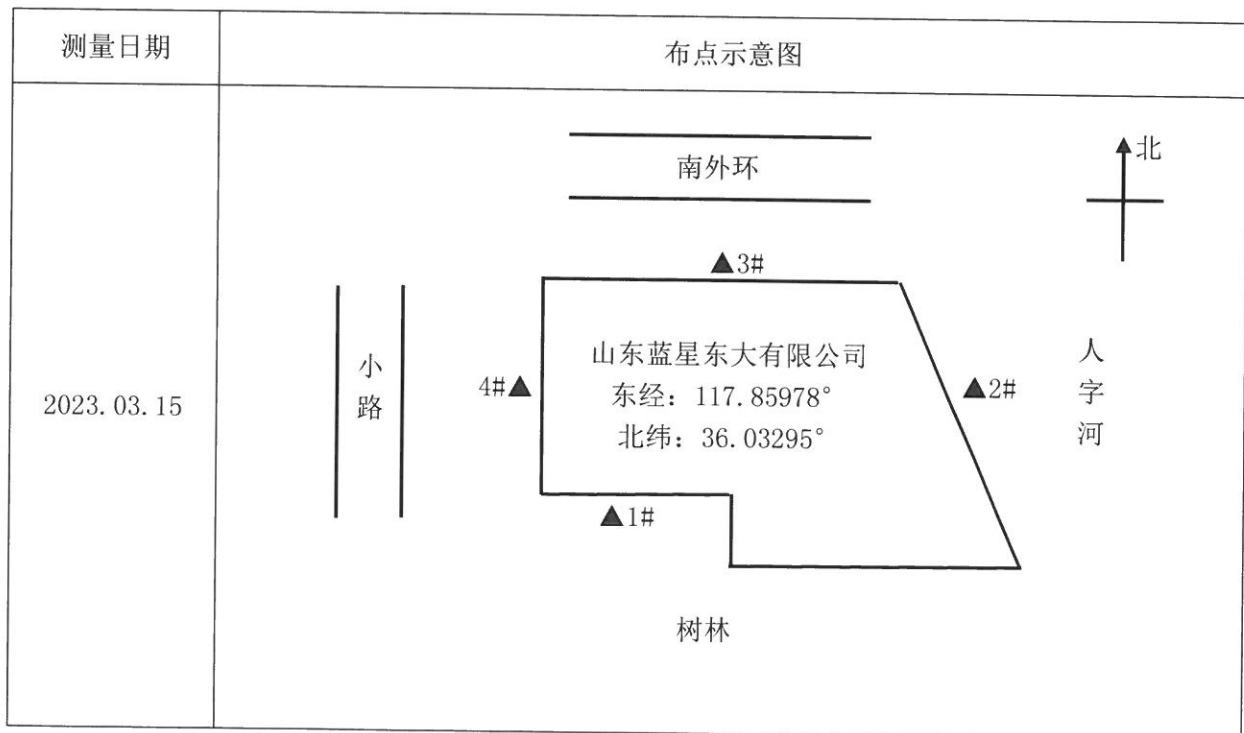 测量日期
布点示意图
2023.03.15
南外环
▲北
▲3#
小路
山东蓝星东大有限公司
东经：117.85978°
北纬：36.03295°
4#▲
▲2#
人字河
▲1#
树林